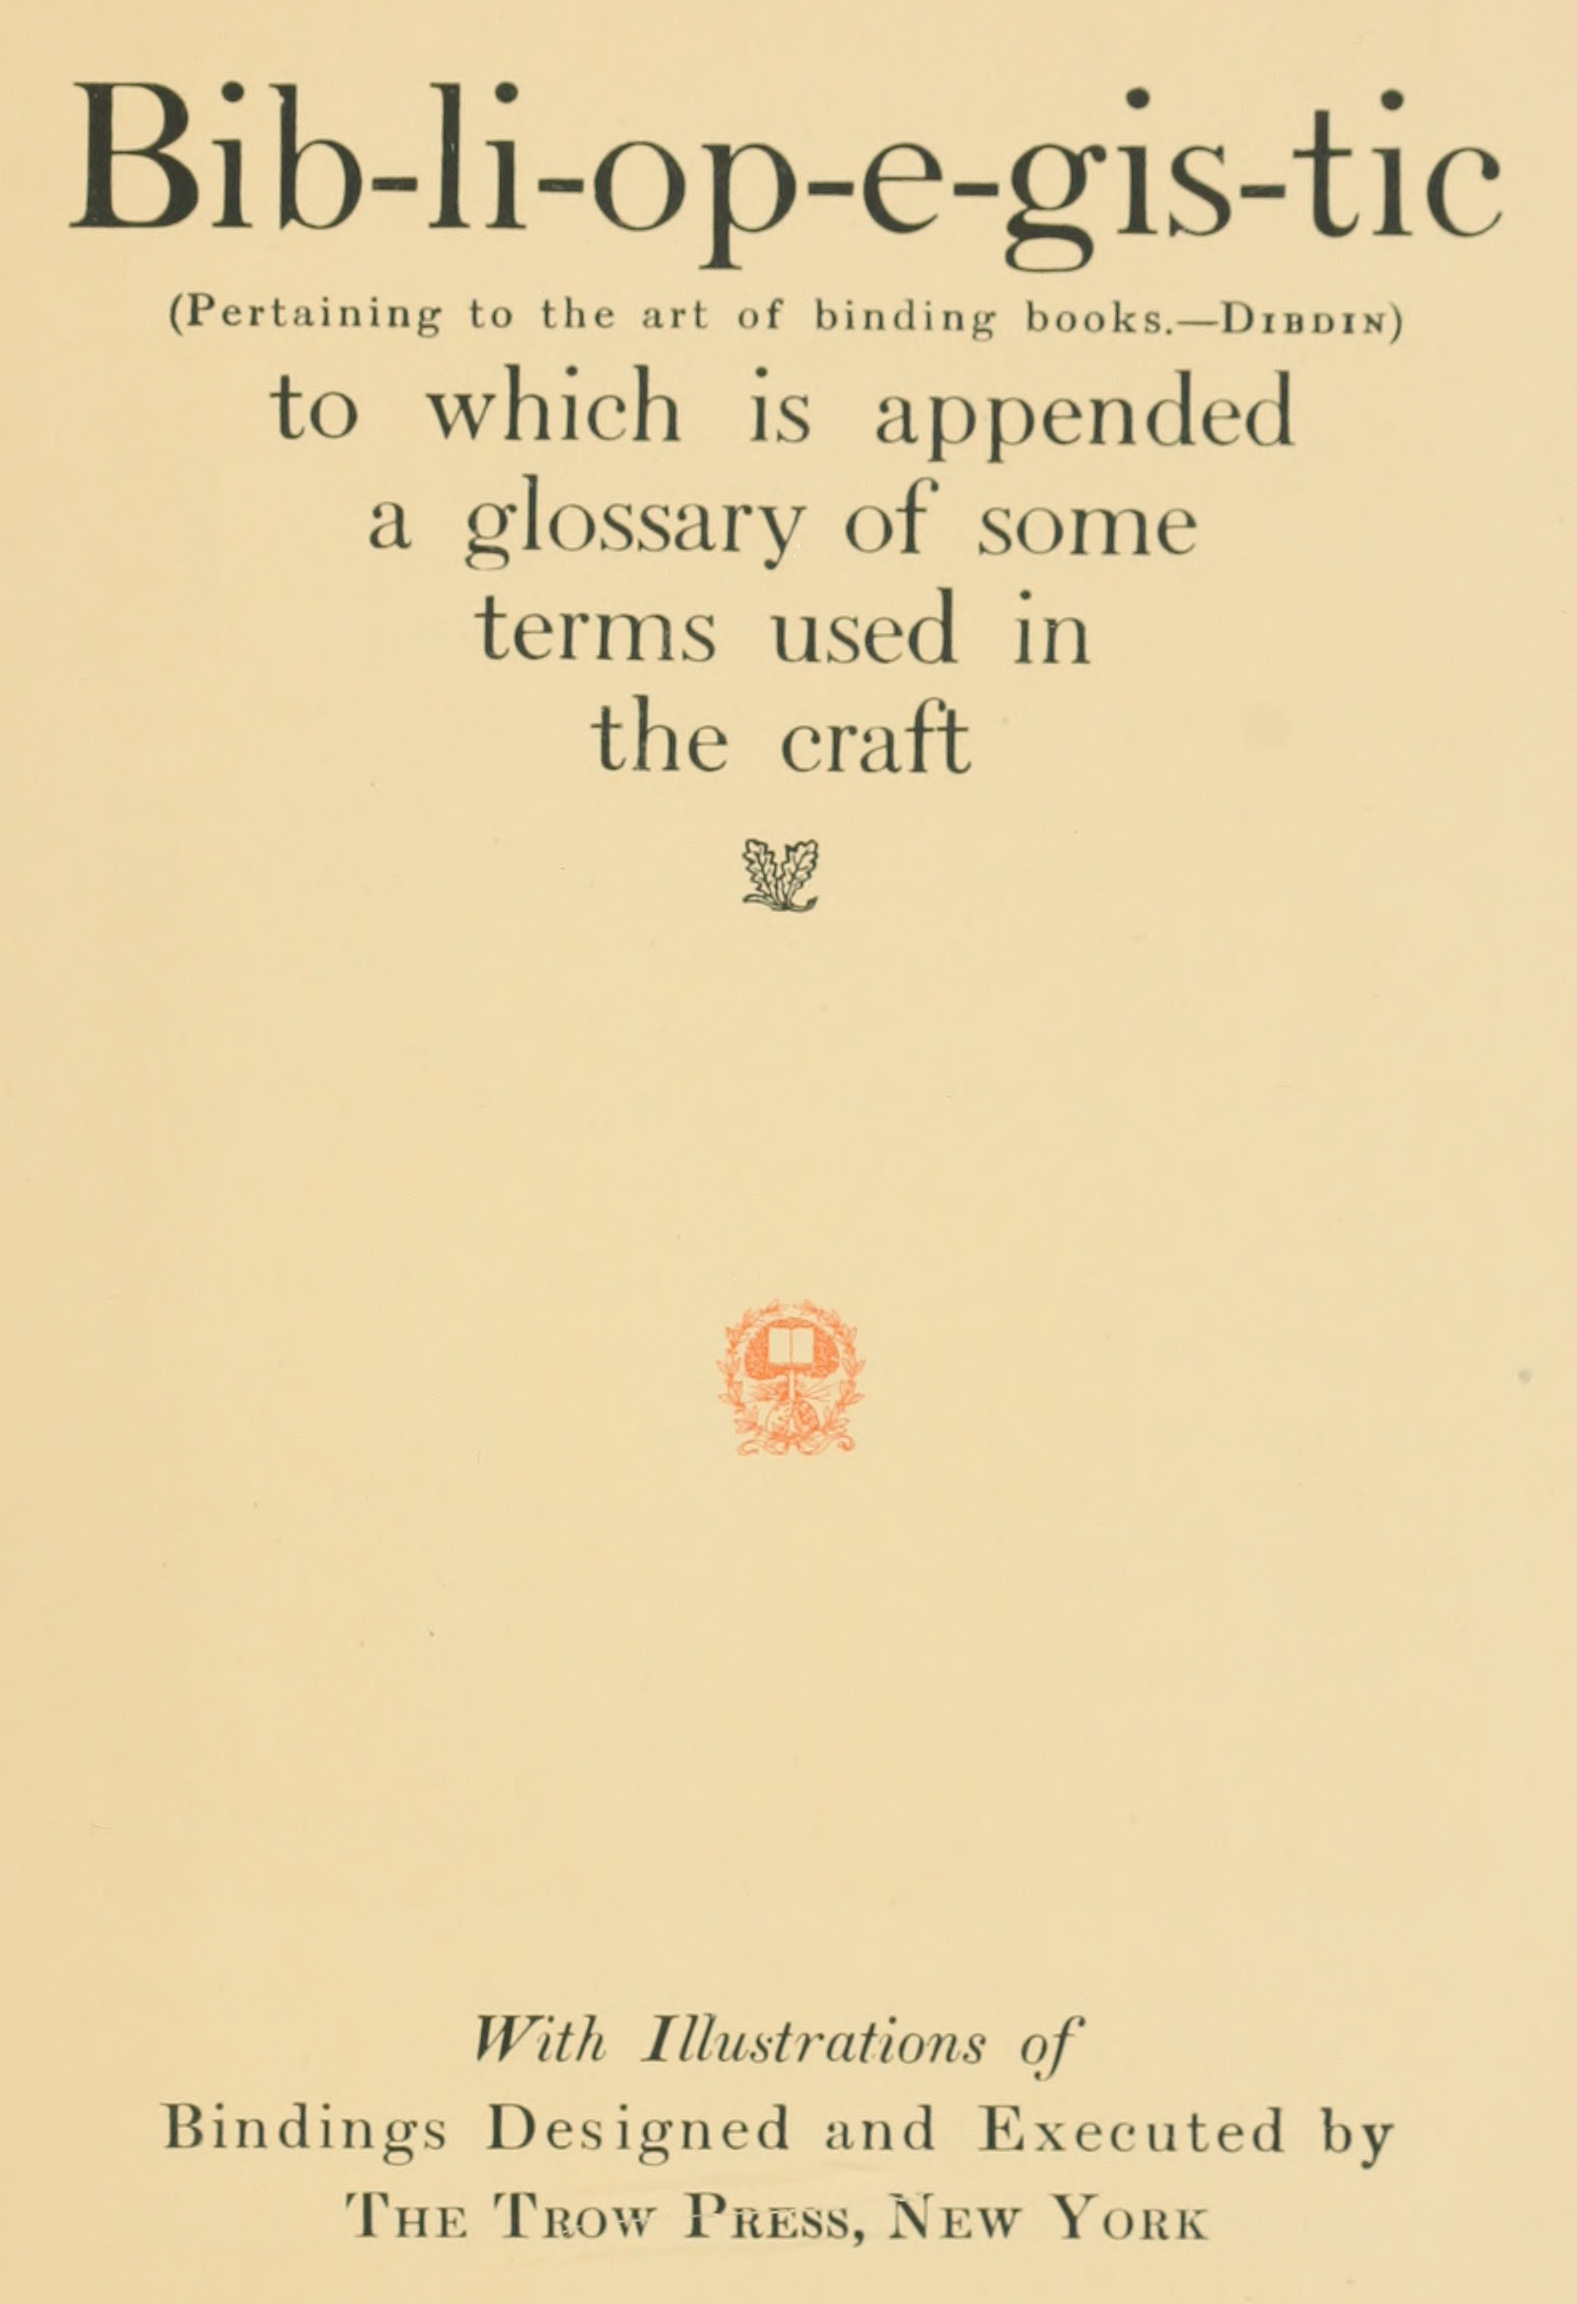 Bib-li-op-e-gis-tic
(Pertaining to the art of binding books.—DIBDIN)
to which is appended
a glossary of some
terms used in
the craft
With Illustrations of
Bindings Designed and Executed by
THE TROW PRESS, NEW YORK